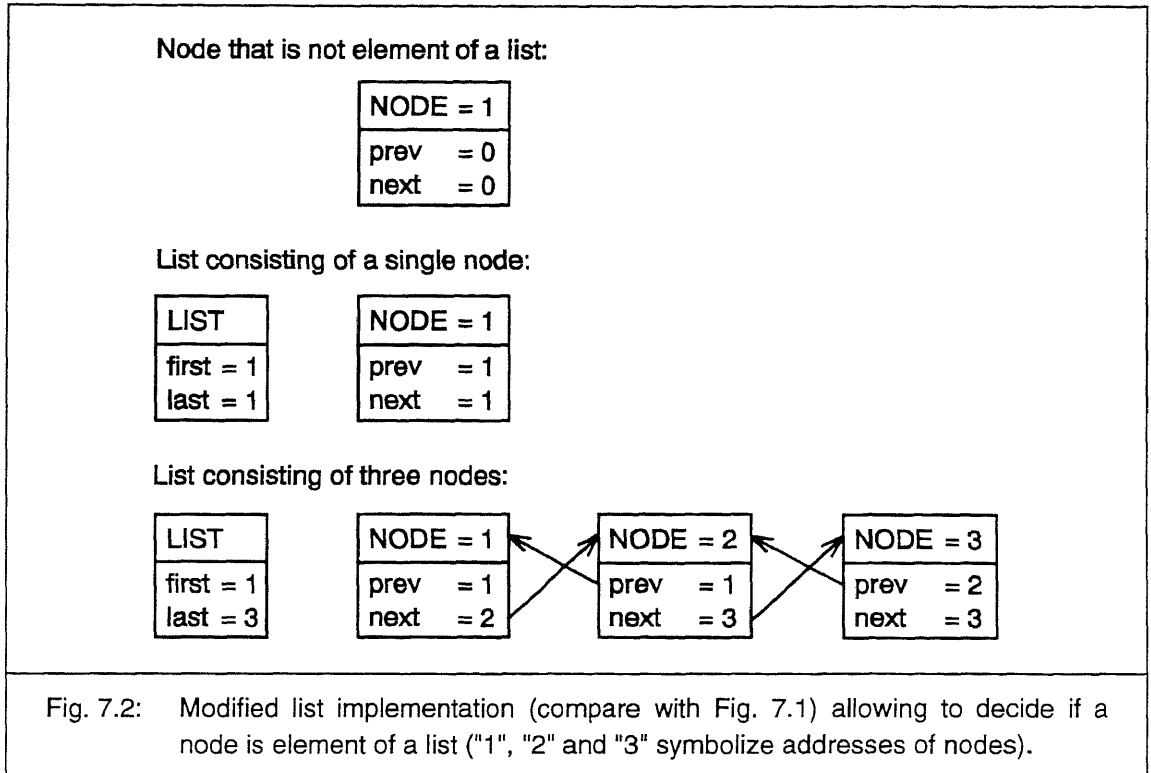 Node that is not element of a list:
NODE = 1
prev = 0
next = 0
List consisting of a single node:
LIST
first = 1
last = 1
NODE = 1
prev = 1
next = 1
List consisting of three nodes:
LIST
first = 1
last = 3
NODE = 1
prev = 1
next = 2
NODE = 2
prev = 1
next = 3
NODE = 3
prev = 2
next = 3
Fig. 7.2: Modified list implementation (compare with Fig. 7.1) allowing to decide if a
node is element of a list ("1", "2" and "3" symbolize addresses of nodes).